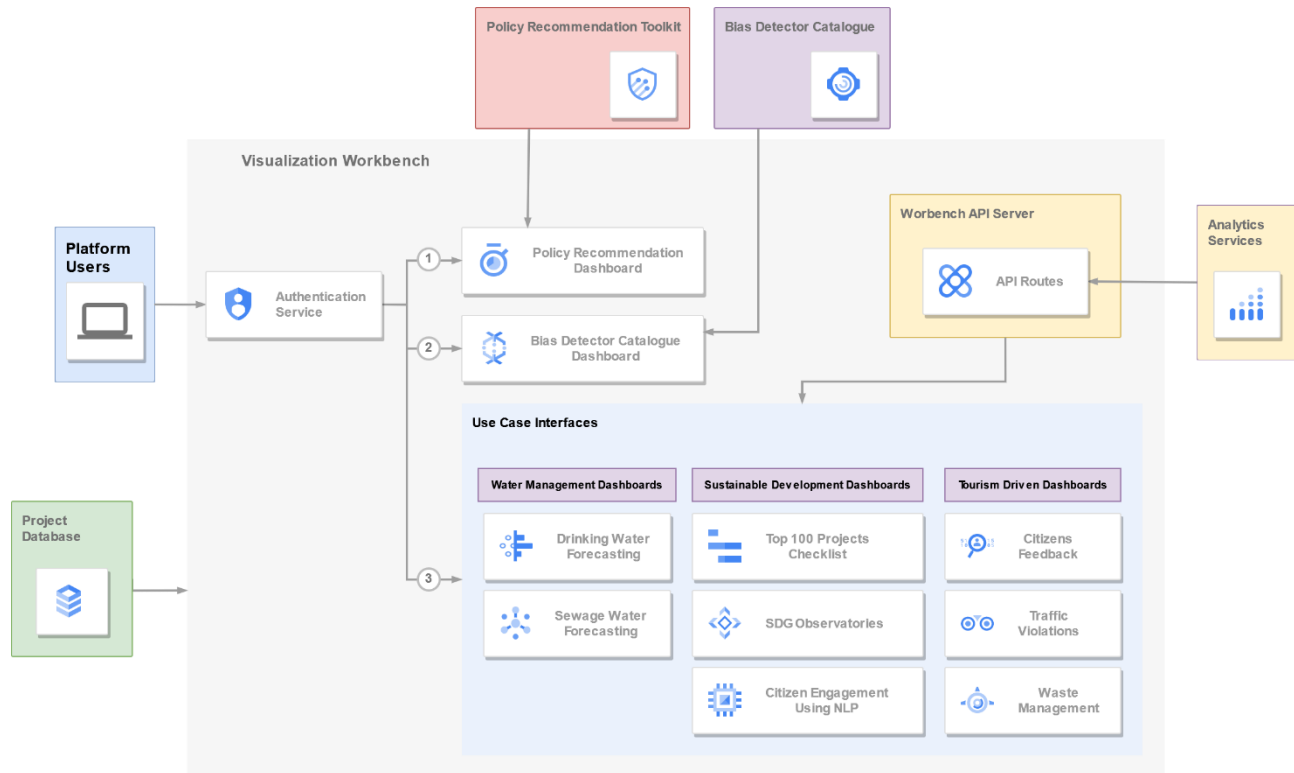 Policy Recommendation Toolkit
Bias Detector Catalogue
Visualization Workbench
Platform
Users
Authentication
Service
1
Policy Recommendation
Dashboard
2
Bias Detector Catalogue
Dashboard
Worbench API Server
API Routes
Analytics
Services
Project
Database
3
Use Case Interfaces
Water Management Dashboards
Drinking Water
Forecasting
Sewage Water
Forecasting
Sustainable Development Dashboards
Top 100 Projects
Checklist
SDG Observatories
Citizen Engagement
Using NLP
Tourism Driven Dashboards
Citizens
Feedback
Traffic
Violations
Waste
Management